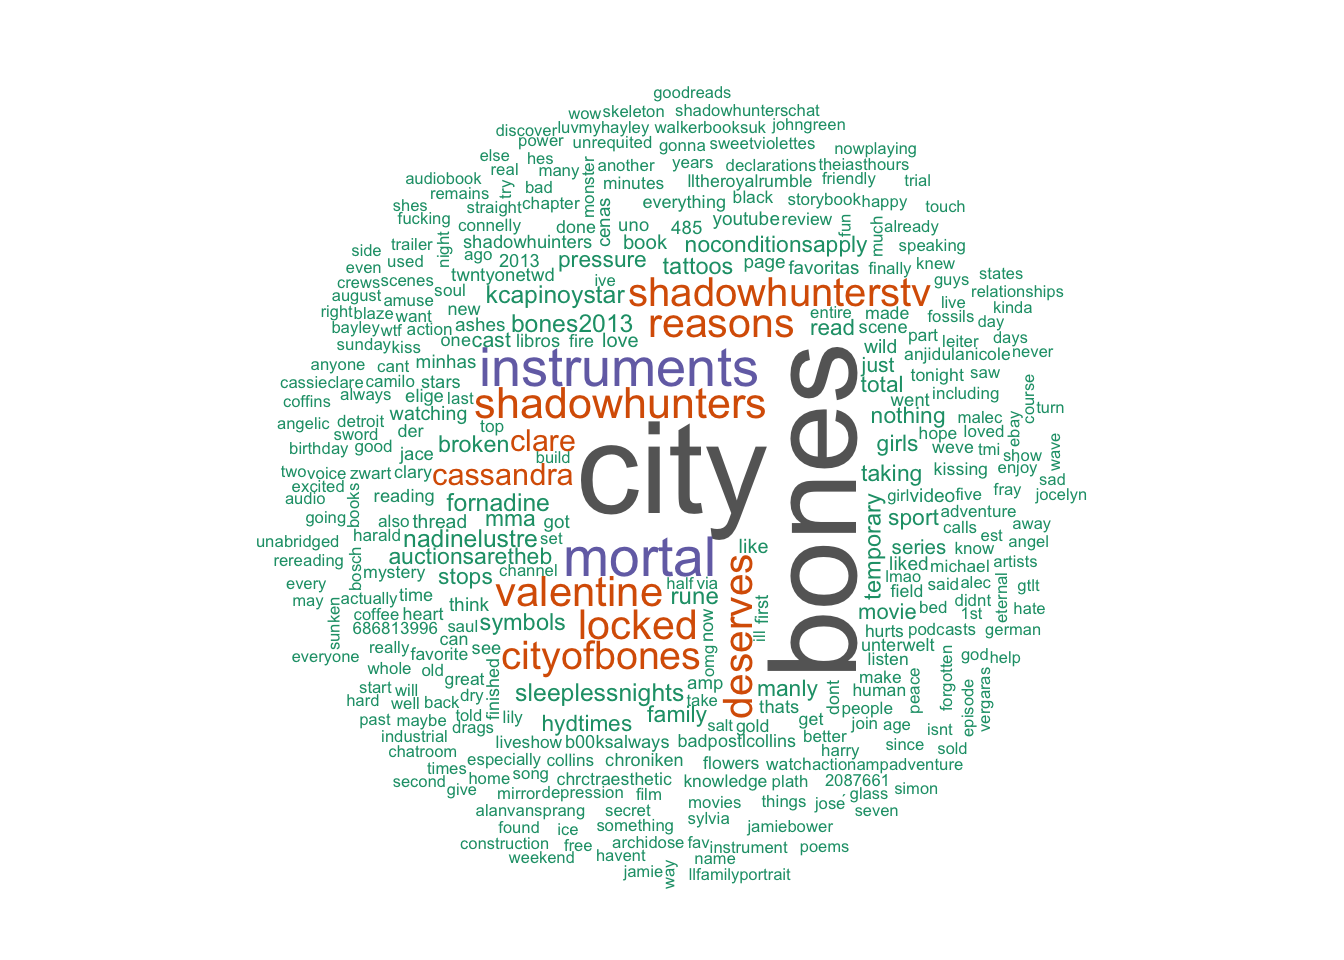 goodreads
wow skeleton shadowhunterschat
discover luvmyhayley walkerbooksuk johngreen
power unrequited gonna sweetviolettes nowplaying
else hes another years declarations theiasthours
real many monster minutes lltheroyalrumble friendly trial
audiobook try bad everything black storybook happy touch
remains straight chapter cenas
shes connelly done uno 485 youtube review fun much already
fucking shadowhuinters book noconditionsapply speaking
side trailer night ago 2013 pressure tattoos page favoritas finally knew states
even used twntyonetwd ive guys relationships
crews scenes soul kcapinoystar shadowhunterstv live kinda
august amuse new entire made fossils day
right blaze want ashes bones2013 reasons read scene part leiter days
bayley wtf action one cast libros fire love wild anjidulanicole never
sunday kiss minhas instruments just tonight saw
anyone cant total including
cassieclare camilo stars shadowhunters went course turn
coffins always elige last nothing malec ebay
angelic detroit watching top city bones hope loved wave
sword der broken clare girls weve tmi show
birthday good jace build kissing enjoy sad
two voice zwart clary cassandra taking girl video five fray jocelyn
excited books reading fornadine temporary adventure
audio also thread mma got sport calls away
going harald nadinelustre set series know est angel
unabridged bosch auctionsaretheb mortal like liked michael artists
rereading mystery stops channel half via lmao said alec eternal gtlt
every actually time valentine rune deserves field didnt
may coffee heart think movie bed 1st hate
sunken 686813996 saul symbols locked now ill first hurts podcasts german
really can omg unterwelt
everyone favorite see cityofbones listen god help
whole old great finished amp make forgotten
start will dry sleeplessnights take manly dont human peace episode vergaras
hard well back thats people
past maybe told lily hydtimes family salt gold get join age isnt
industrial drags liveshow b00ksalways badpostlcollins better since sold
chatroom especially collins chroniken flowers harry watchactionampadventure
times home song chrctraesthetic knowledge plath 2087661 simon
second give mirror depression film movies things josé glass seven
alanvansprang secret sylvia
found ice something jamiebower
construction free archidose fav instrument poems
weekend havent name
jamie way llfamilyportrait